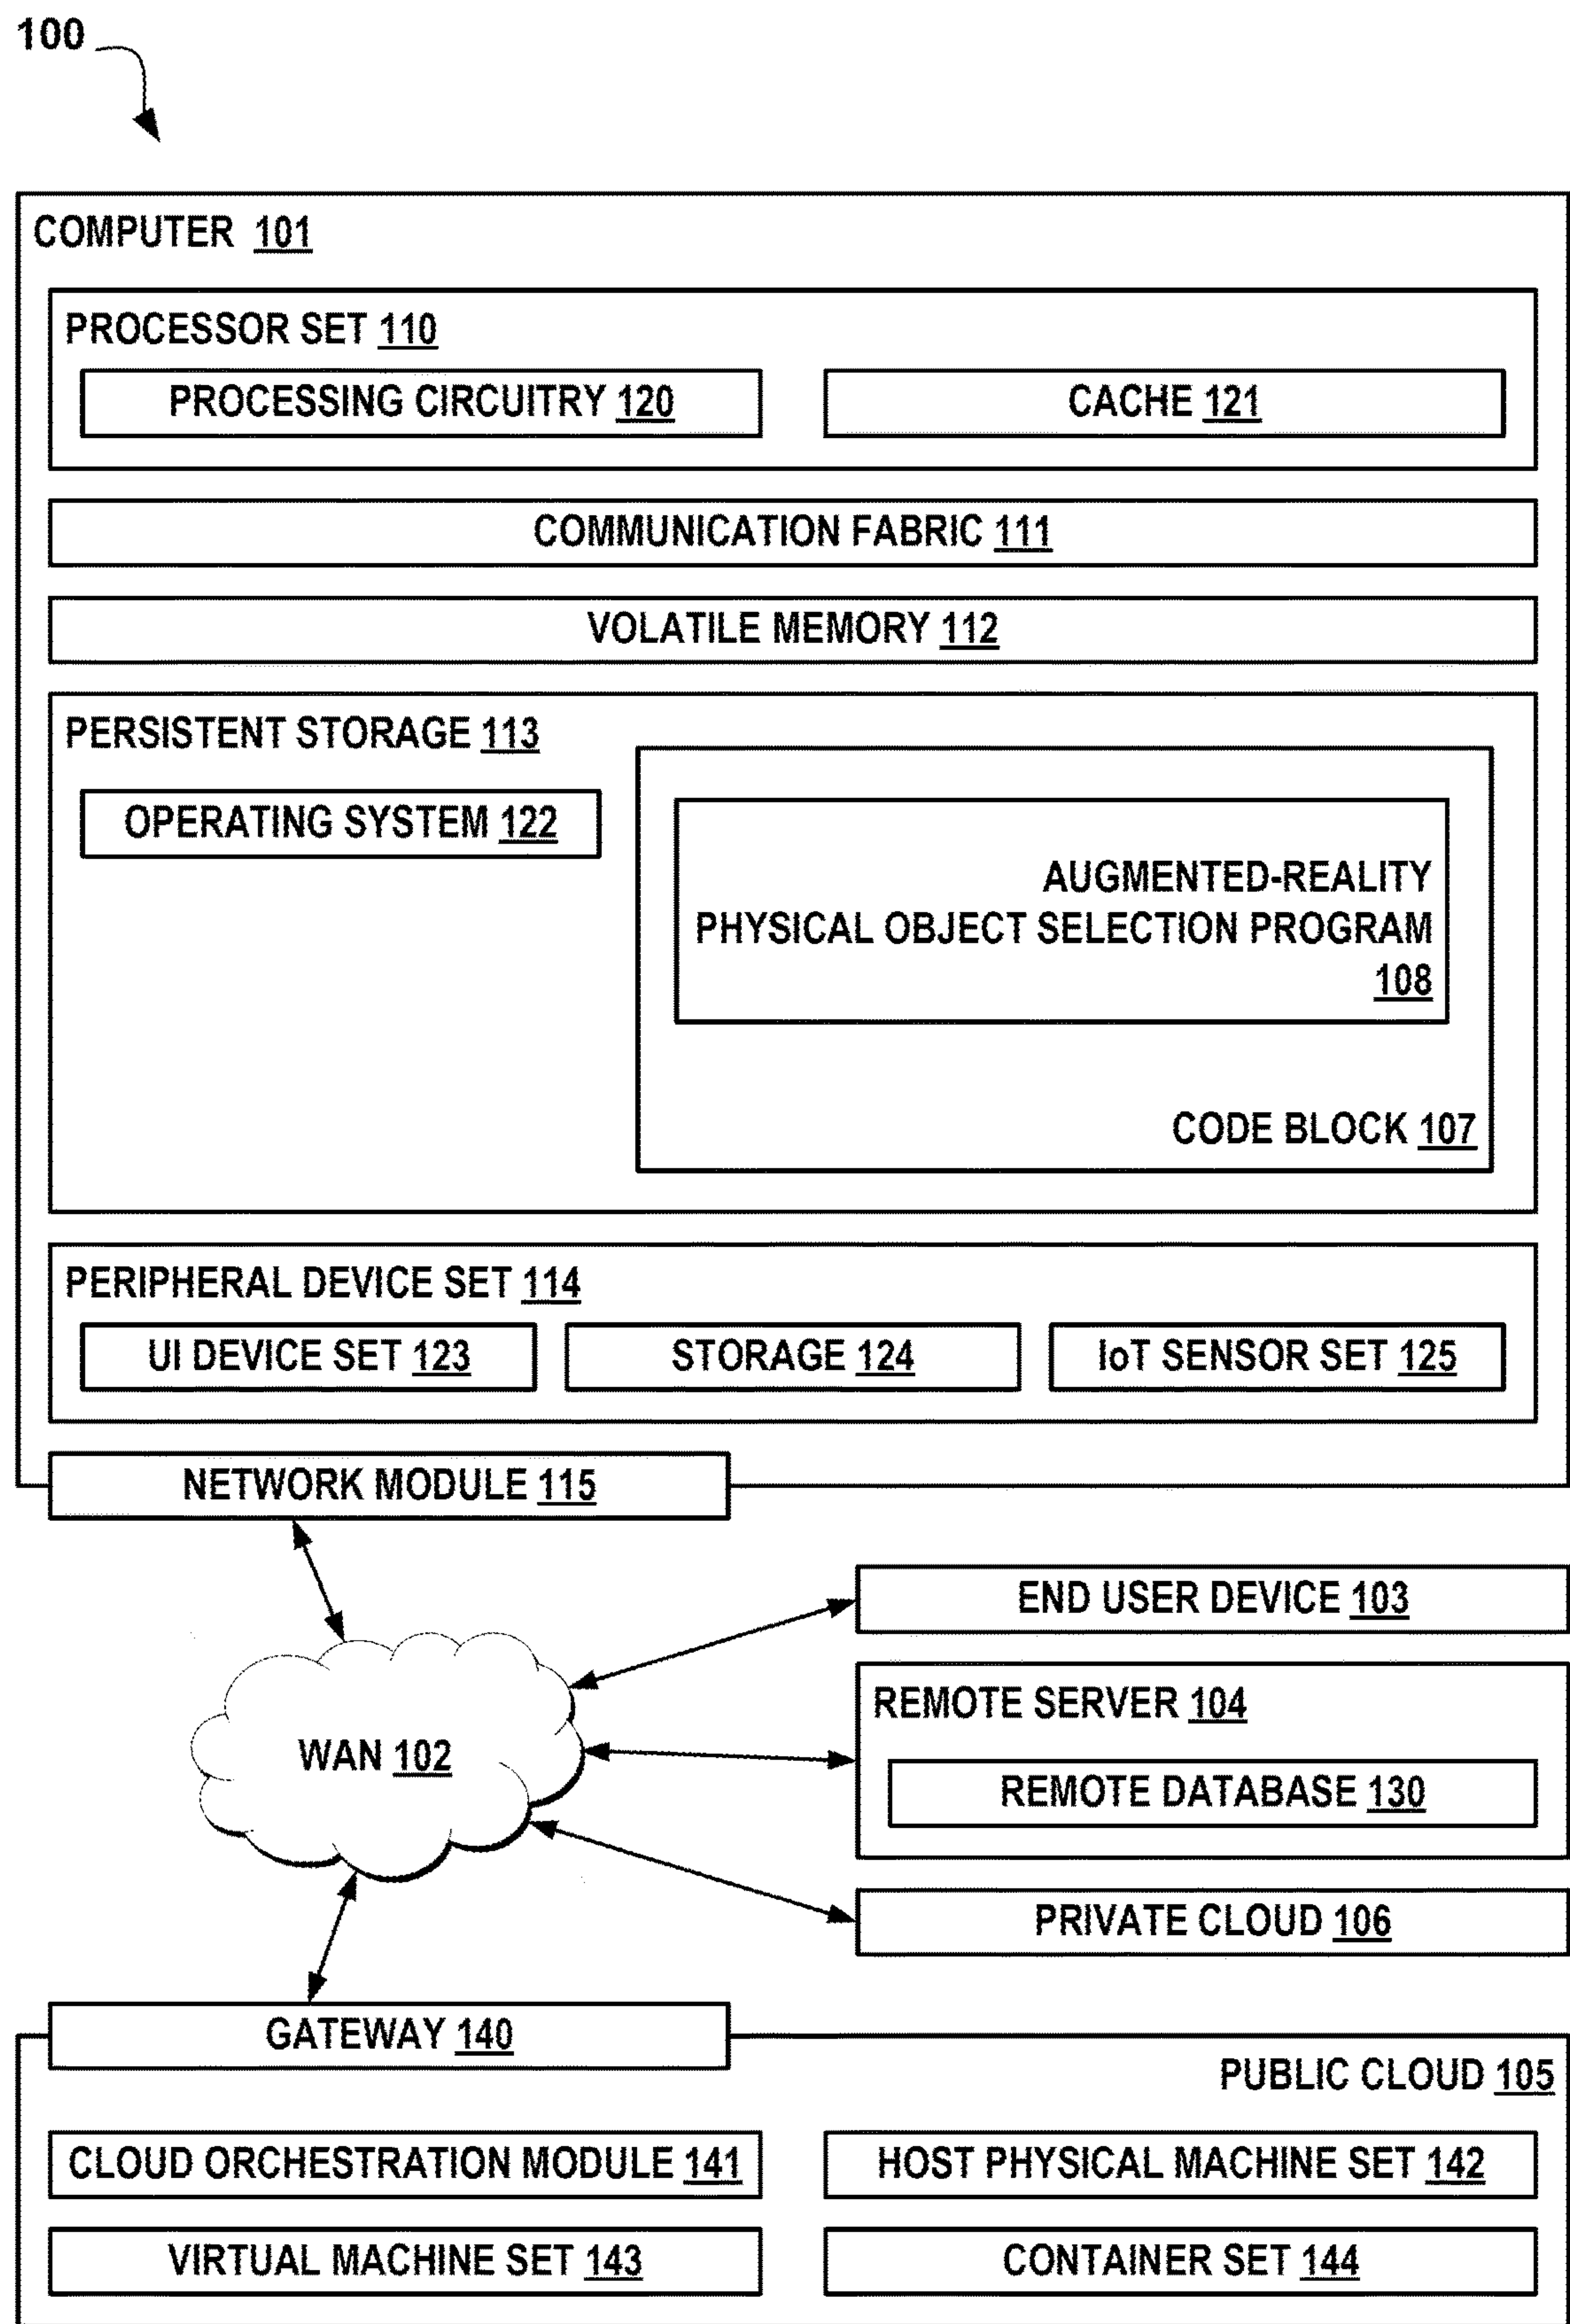 100
COMPUTER 101
PROCESSOR SET 110
PROCESSING CIRCUITRY 120
CACHE 121
COMMUNICATION FABRIC 111
VOLATILE MEMORY 112
PERSISTENT STORAGE 113
OPERATING SYSTEM 122
AUGMENTED-REALITY
PHYSICAL OBJECT SELECTION PROGRAM
108
CODE BLOCK 107
PERIPHERAL DEVICE SET 114
UI DEVICE SET 123
STORAGE 124
IoT SENSOR SET 125
NETWORK MODULE 115
END USER DEVICE 103
REMOTE SERVER 104
WAN 102
REMOTE DATABASE 130
PRIVATE CLOUD 106
GATEWAY 140
PUBLIC CLOUD 105
CLOUD ORCHESTRATION MODULE 141
HOST PHYSICAL MACHINE SET 142
VIRTUAL MACHINE SET 143
CONTAINER SET 144